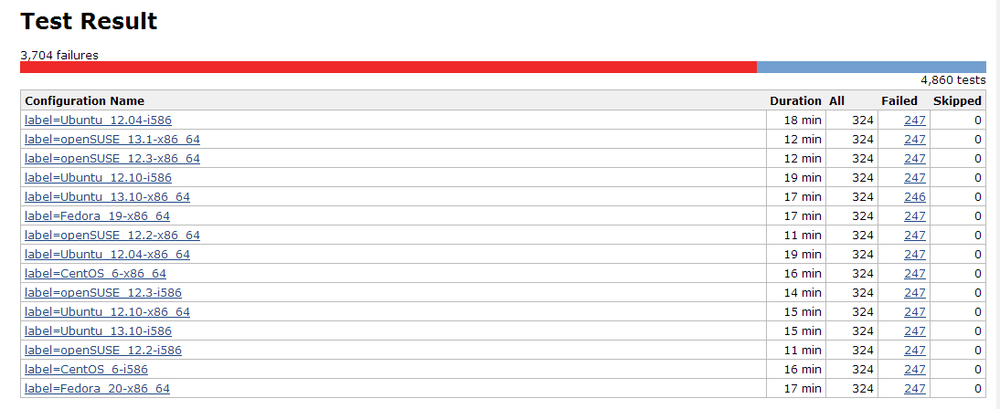 Test Result
3,704 failures
4,860 tests
Configuration Name Duration All Failed Skipped
label=Ubuntu_12.04-i586 18 min 324 247 0
label=openSUSE_13.1-x86_64 12 min 324 247 0
label=openSUSE_12.3-x86_64 12 min 324 247 0
label=Ubuntu_12.10-i586 19 min 324 247 0
label=Ubuntu_13.10-x86_64 17 min 324 246 0
label=Fedora_19-x86_64 17 min 324 247 0
label=openSUSE_12.2-x86_64 11 min 324 247 0
label=Ubuntu_12.04-x86_64 19 min 324 247 0
label=CentOS_6-x86_64 16 min 324 247 0
label=openSUSE_12.3-i586 14 min 324 247 0
label=Ubuntu_12.10-x86_64 15 min 324 247 0
label=Ubuntu_13.10-i586 15 min 324 247 0
label=openSUSE_12.2-i586 11 min 324 247 0
label=CentOS_6-i586 16 min 324 247 0
label=Fedora_20-x86_64 17 min 324 247 0